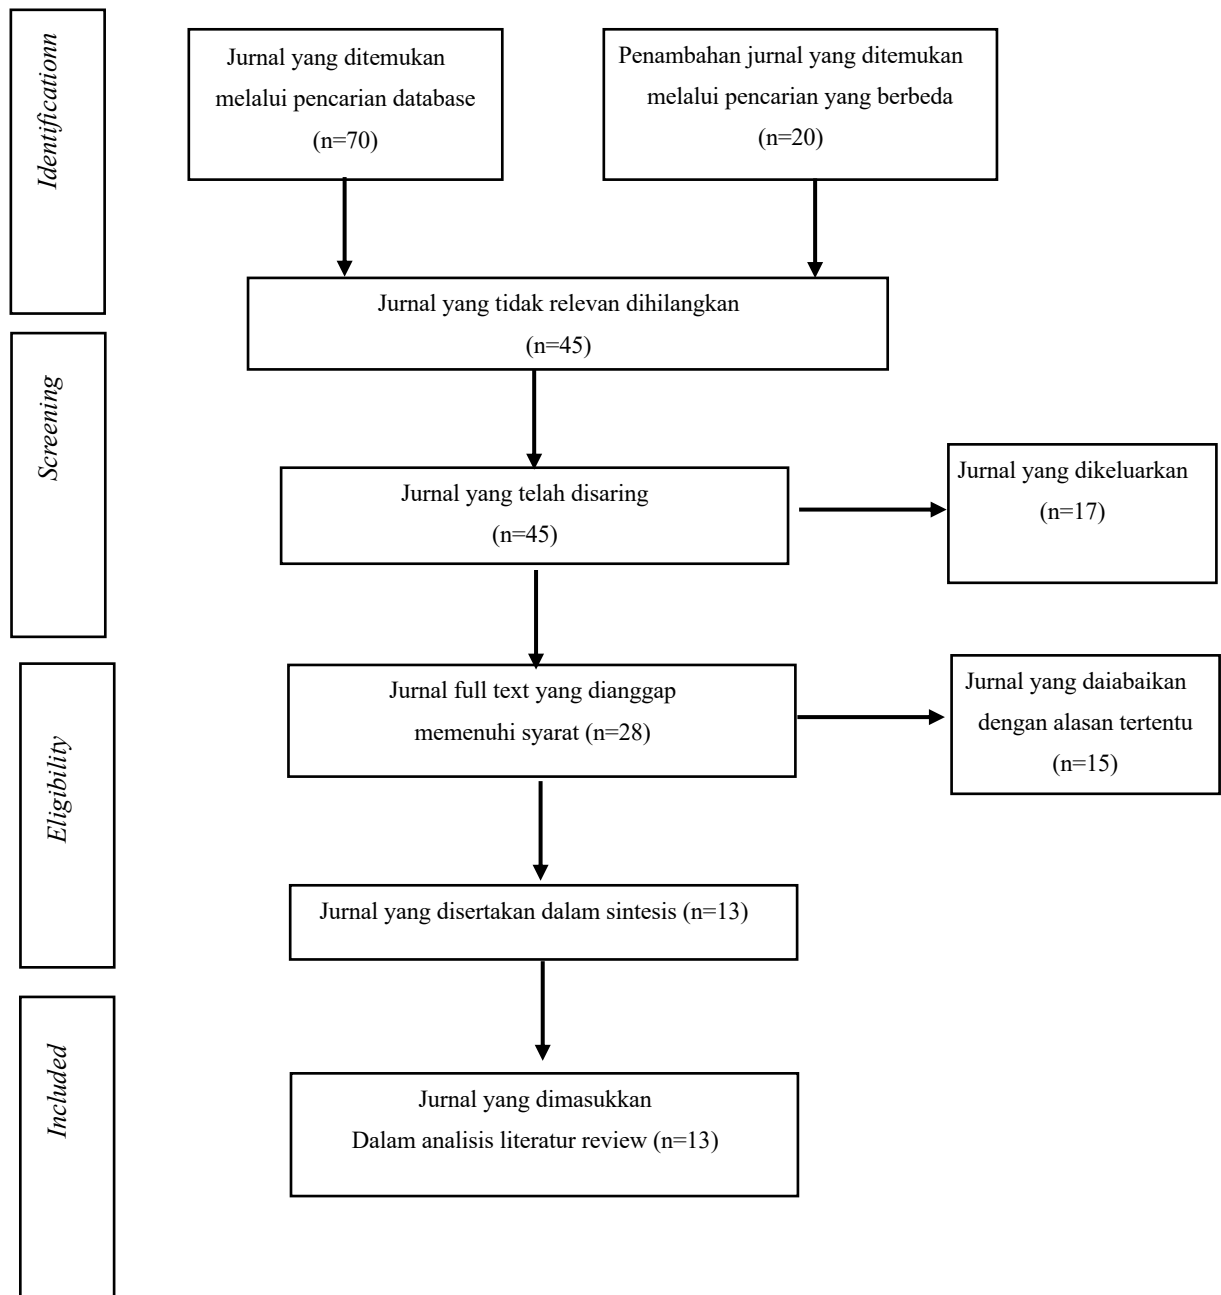 Identificationn
Jurnal yang ditemukan
melalui pencarian database
(n=70)
Penambahan jurnal yang ditemukan
melalui pencarian yang berbeda
(n=20)
Jurnal yang tidak relevan dihilangkan
(n=45)
Screening
Jurnal yang telah disaring
(n=45)
Jurnal yang dikeluarkan
(n=17)
Eligibility
Jurnal full text yang dianggap
memenuhi syarat (n=28)
Jurnal yang daiabaikan
dengan alasan tertentu
(n=15)
Jurnal yang disertakan dalam sintesis (n=13)
Included
Jurnal yang dimasukkan
Dalam analisis literatur review (n=13)